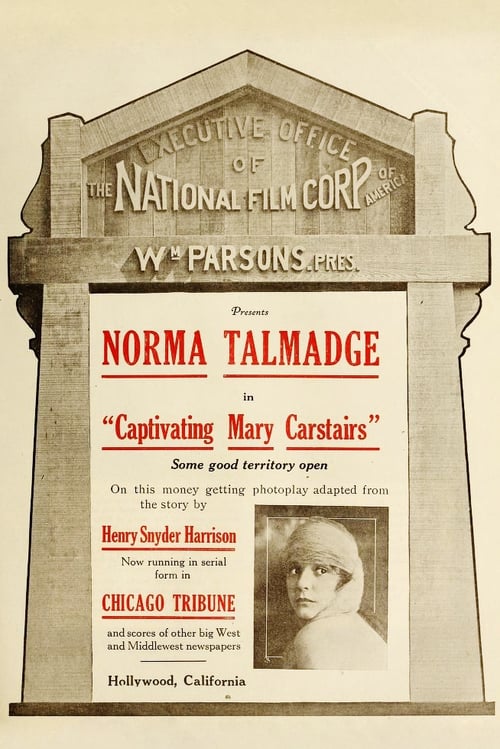 EXECUTIVE OFFICE
OF
THE NATIONAL FILM CORP OF AMERICA
WM PARSONS. PRES.
Presents
NORMA TALMADGE
in
“Captivating Mary Carstairs”
Some good territory open
On this money getting photoplay adapted from
the story by
Henry Snyder Harrison
Now running in serial
form in
CHICAGO TRIBUNE
and scores of other big West
and Middlewest newspapers
Hollywood, California